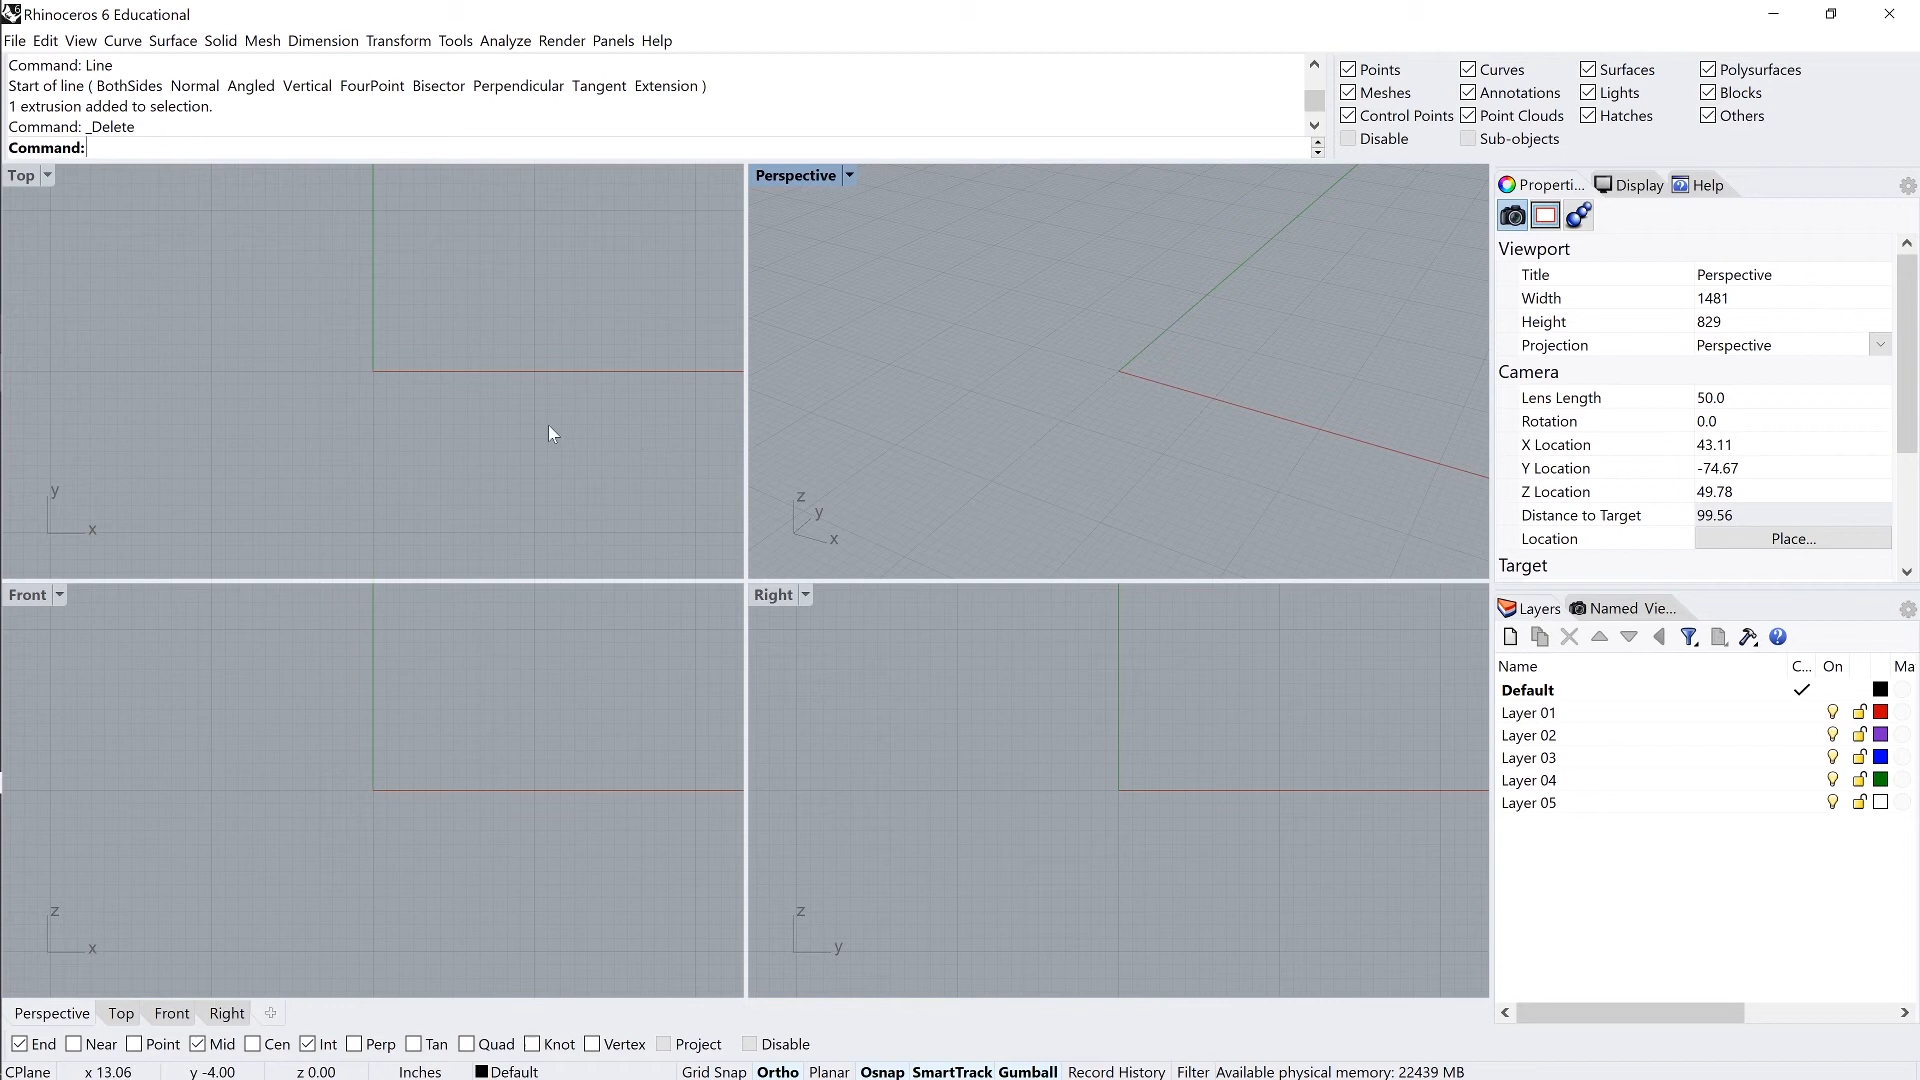 Rhinoceros 6 Educational
File Edit View Curve Surface Solid Mesh Dimension Transform Tools Analyze Render Panels Help
Command: Line
Start of line ( BothSides Normal Angled Vertical FourPoint Bisector Perpendicular Tangent Extension )
1 extrusion added to selection.
Command: _Delete
Command:
Points Curves Surfaces Polysurfaces
Meshes Annotations Lights Blocks
Control Points Point Clouds Hatches Others
Disable Sub-objects
Top
y
x
Perspective
z
y
x
Front
z
x
Right
z
y
Properti... Display Help
Viewport
Title Perspective
Width 1481
Height 829
Projection Perspective
Camera
Lens Length 50.0
Rotation 0.0
X Location 43.11
Y Location -74.67
Z Location 49.78
Distance to Target 99.56
Location Place...
Target
Layers Named Vie...
Name C... On Ma
Default
Layer 01
Layer 02
Layer 03
Layer 04
Layer 05
Perspective Top Front Right
End Near Point Mid Cen Int Perp Tan Quad Knot Vertex Project Disable
CPlane x 13.06 y -4.00 z 0.00 Inches Default Grid Snap Ortho Planar Osnap SmartTrack Gumball Record History Filter Available physical memory: 22439 MB